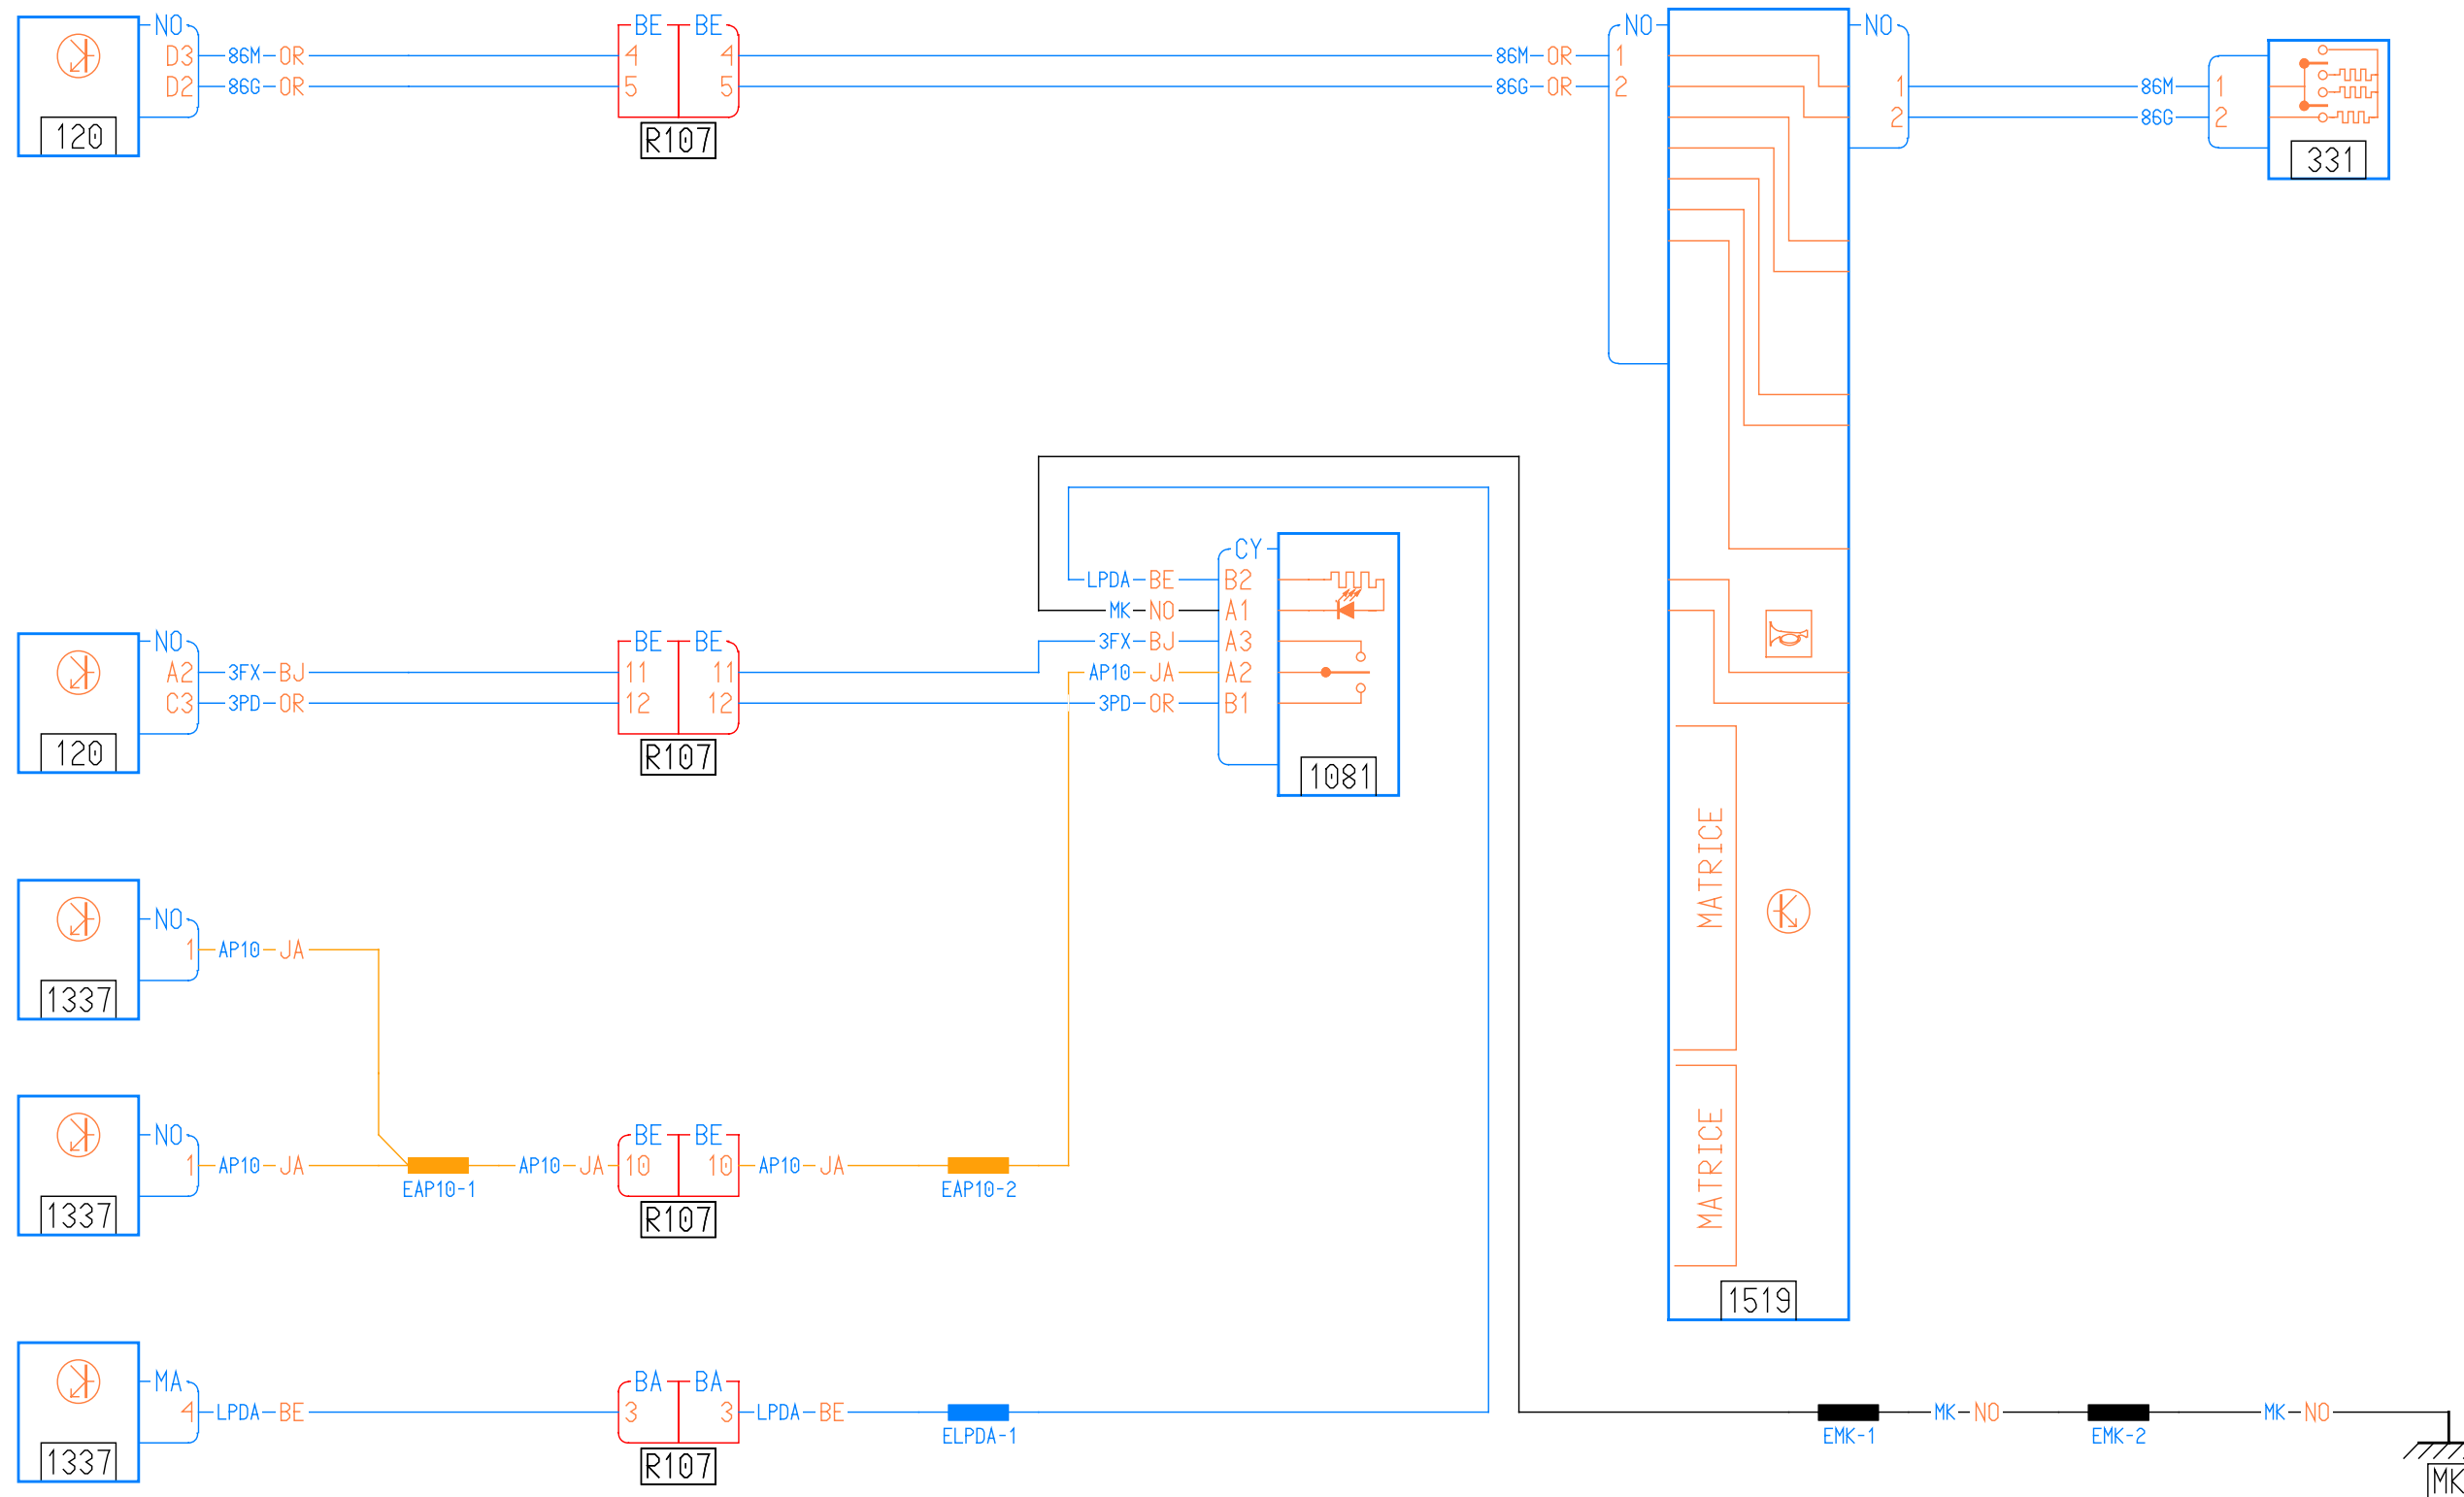 NO BE BE NO NO
D3 86M OR 4 4 86M OR 1
D2 86G OR 5 5 86G OR 2
1 86M 1
2 86G 2
120 R107 331
CY
LPDA BE B2
MK NO A1
NO BE BE 3FX BJ A3
A2 3FX BJ 11 11 AP10 JA A2
C3 3PD OR 12 12 3PD OR B1
120 R107 1081
MATRICE
NO
1 AP10 JA
1337
MATRICE
NO BE BE
1 AP10 JA AP10 JA 10 10 AP10 JA
EAP10-1 EAP10-2
1337 R107
1519
MA BA BA
4 LPDA BE 3 3 LPDA BE MK NO MK NO
ELPDA-1 EMK-1 EMK-2
1337 R107 MK